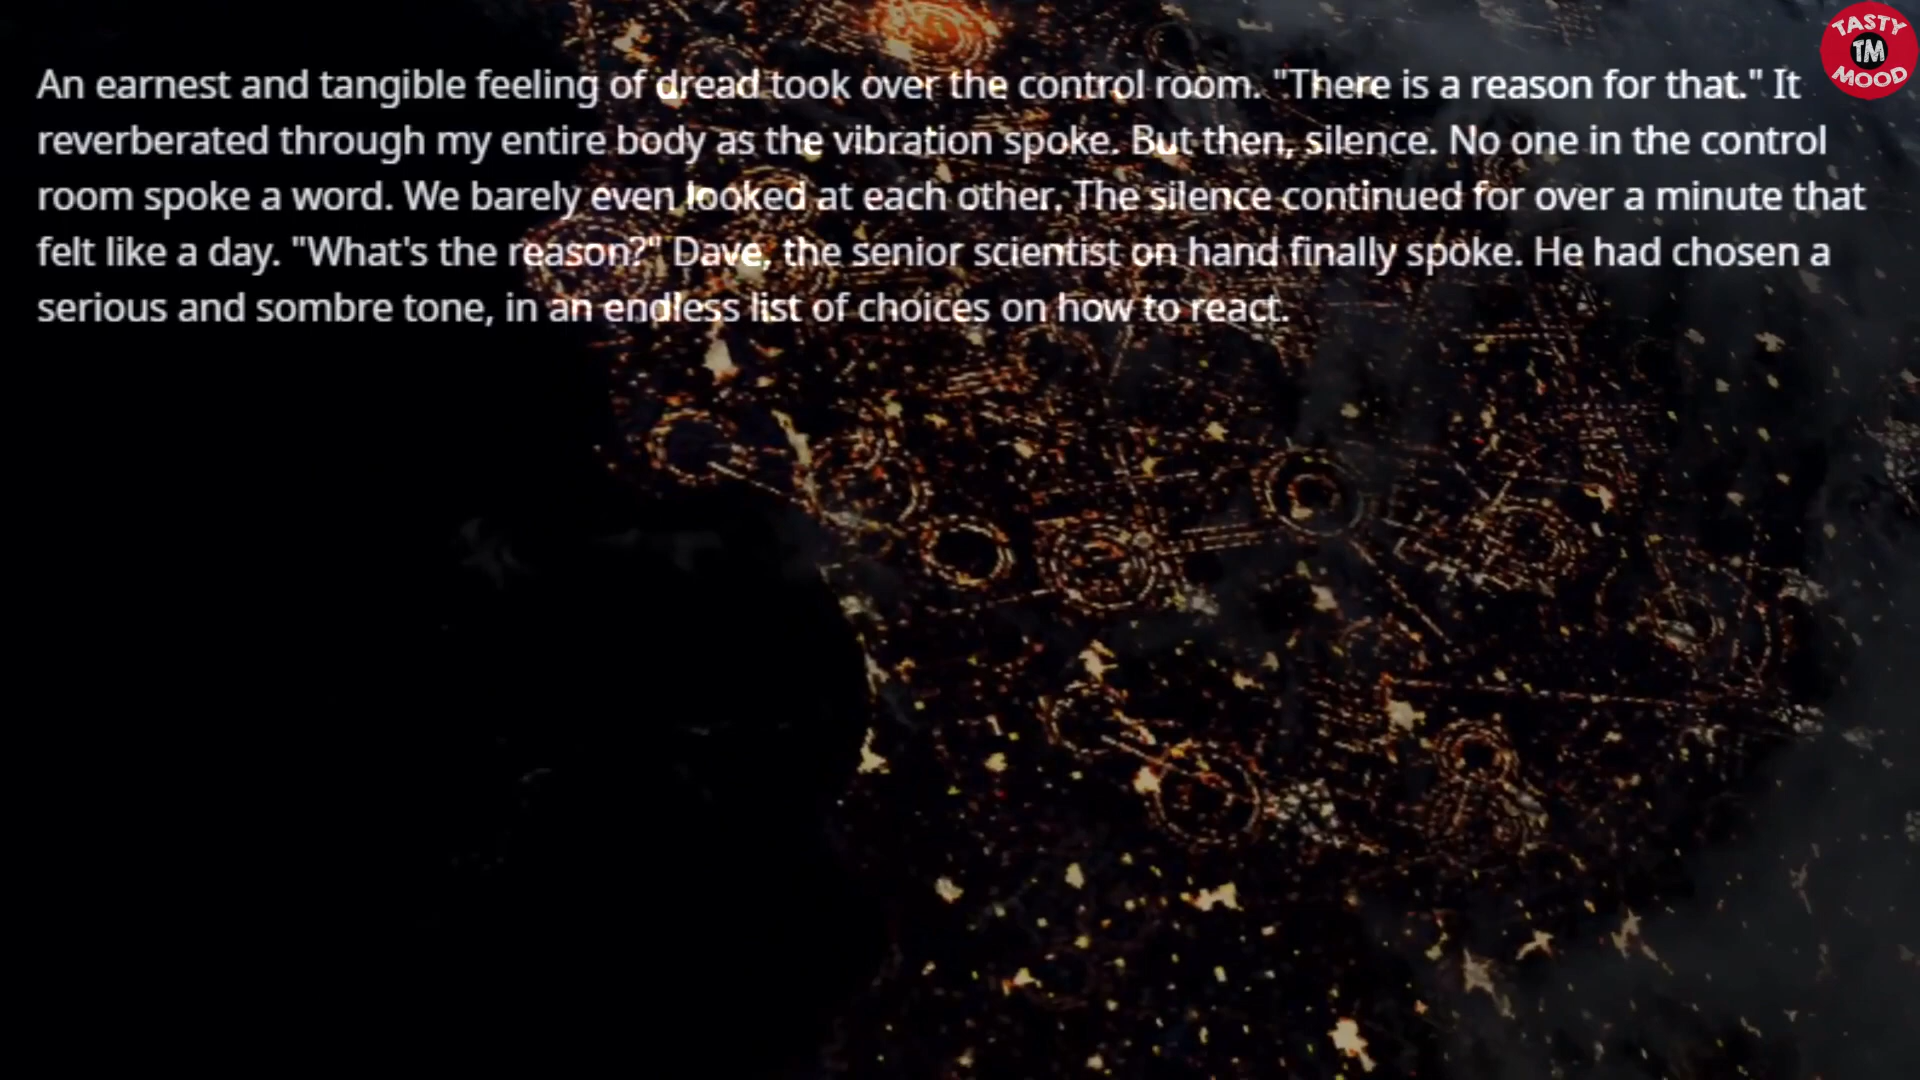 An earnest and tangible feeling of dread took over the control room. "There is a reason for that." It
reverberated through my entire body as the vibration spoke. But then, silence. No one in the control
room spoke a word. We barely even looked at each other. The silence continued for over a minute that
felt like a day. "What's the reason?" Dave, the senior scientist on hand finally spoke. He had chosen a
serious and sombre tone, in an endless list of choices on how to react.
TASTY
TM
MOOD